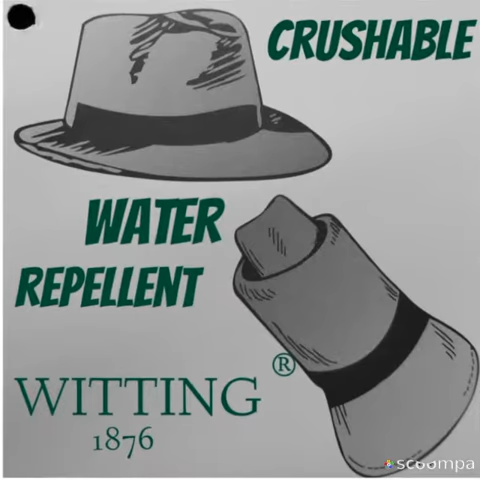 CRUSHABLE
WATER
REPELLENT
WITTING ®
1876
scoompa